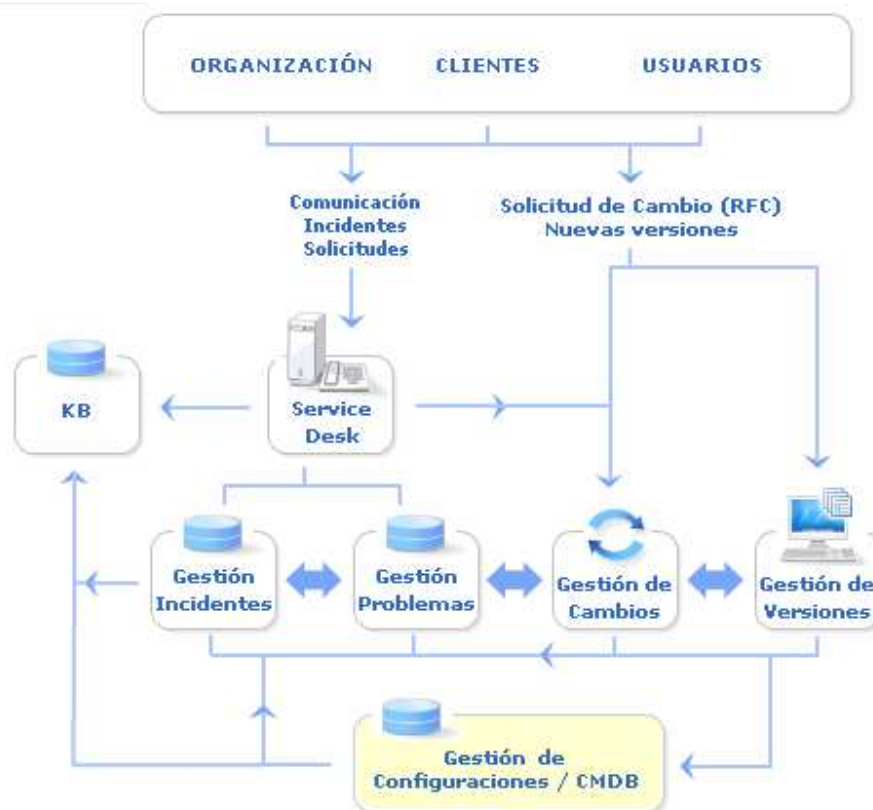 ORGANIZACIÓN CLIENTES USUARIOS
Comunicación
Incidentes
Solicitudes
Solicitud de Cambio (RFC)
Nuevas versiones
KB
Service
Desk
Gestión
Incidentes
Gestión
Problemas
Gestión de
Cambios
Gestión de
Versiones
Gestión de
Configuraciones / CMDB